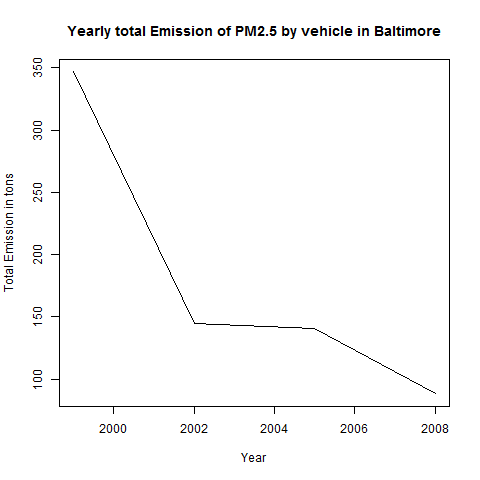 Yearly total Emission of PM2.5 by vehicle in Baltimore
Total Emission in tons
350
300
250
200
150
100
2000 2002 2004 2006 2008
Year